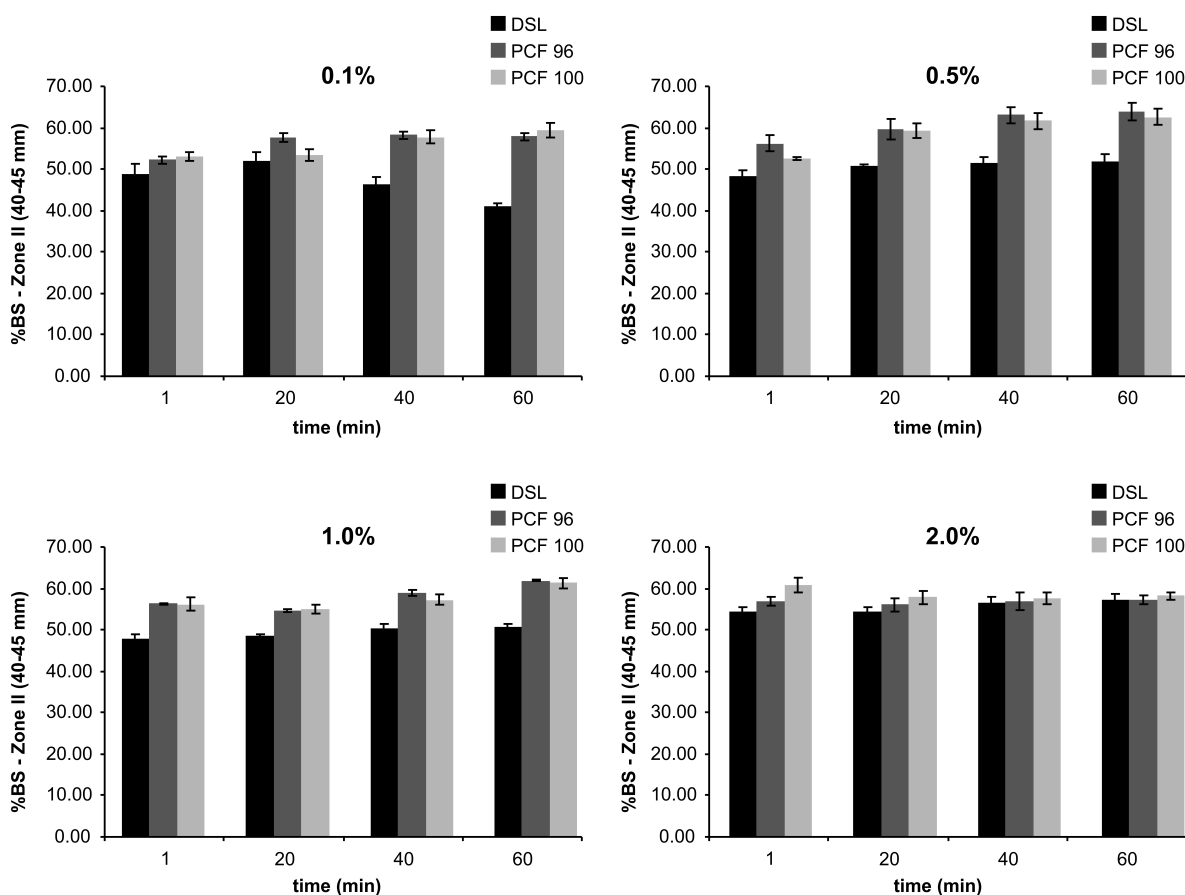 DSL
PCF 96
PCF 100
0.1%
70.00
60.00
50.00
40.00
30.00
20.00
10.00
0.00
%BS - Zone II (40-45 mm)
1 20 40 60
time (min)
DSL
PCF 96
PCF 100
0.5%
70.00
60.00
50.00
40.00
30.00
20.00
10.00
0.00
%BS - Zone II (40-45 mm)
1 20 40 60
time (min)
DSL
PCF 96
PCF 100
1.0%
70.00
60.00
50.00
40.00
30.00
20.00
10.00
0.00
%BS - Zone II (40-45 mm)
1 20 40 60
time (min)
DSL
PCF 96
PCF 100
2.0%
70.00
60.00
50.00
40.00
30.00
20.00
10.00
0.00
%BS - Zone II (40-45 mm)
1 20 40 60
time (min)